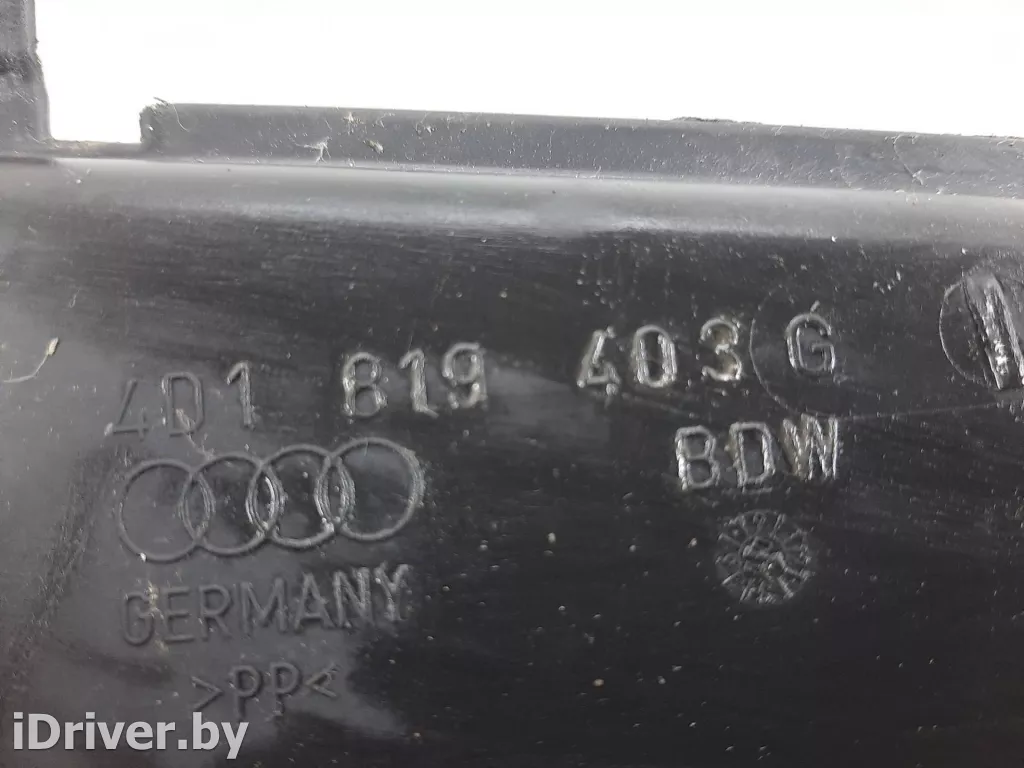 4D1 819 403 G
BDW
GERMANY
>PP<
iDriver.by